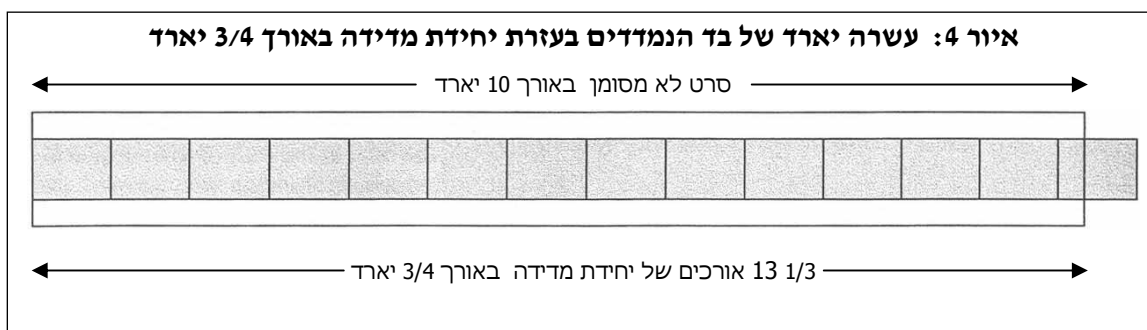 איור 4: עשרה יארד של בד הנמדדים בעזרת יחידת מדידה באורך 3/4 יארד
סרט לא מסומן באורך 10 יארד
13 1/3 אורכים של יחידת מדידה באורך 3/4 יארד